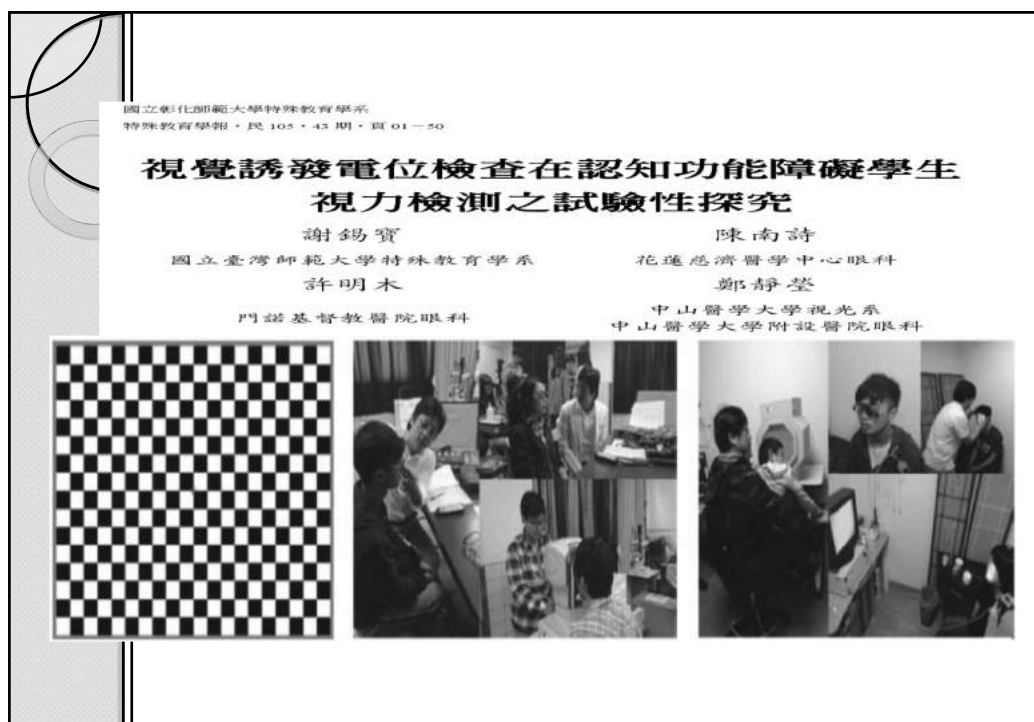 國立彰化師範大學特殊教育學系
特殊教育學報，民 105，43 期，頁 01－50
視覺誘發電位檢查在認知功能障礙學生
視力檢測之試驗性探究
謝錫寶
國立臺灣師範大學特殊教育學系
許明木
門諾基督教醫院眼科
陳南詩
花蓮慈濟醫學中心眼科
鄭靜瑩
中山醫學大學視光系
中山醫學大學附設醫院眼科